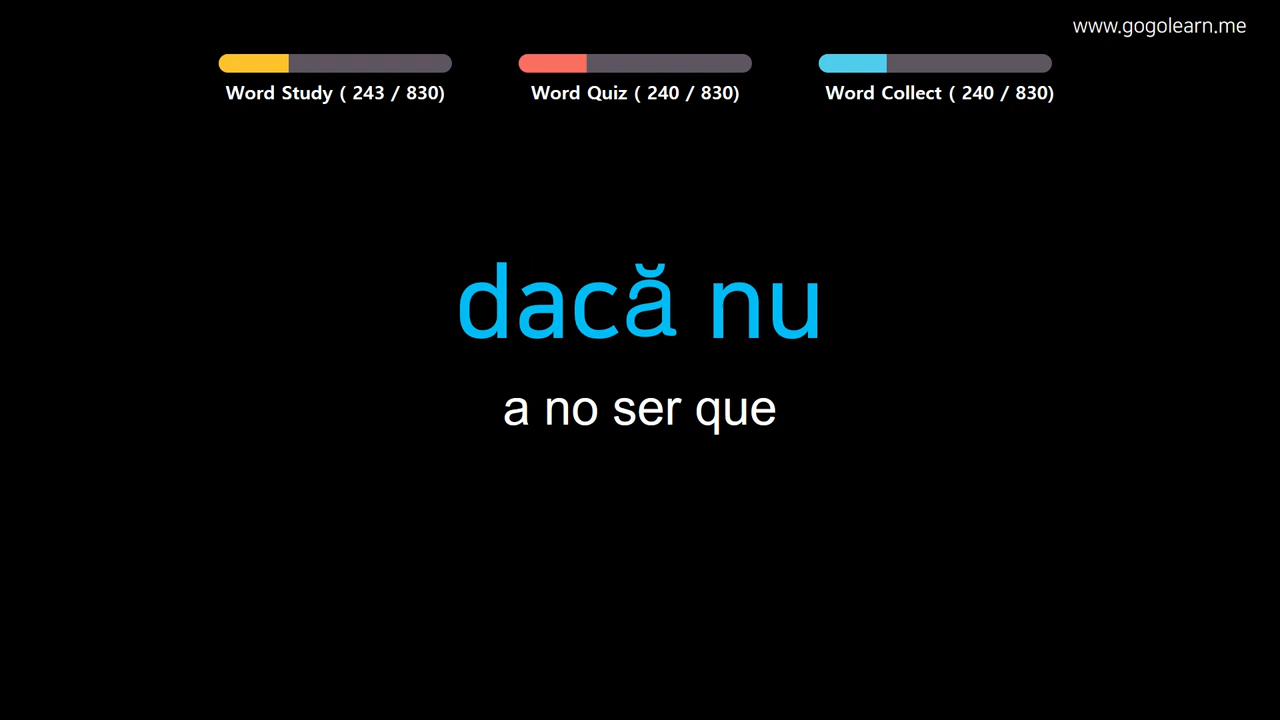 www.gogolearn.me
Word Study ( 243 / 830)
Word Quiz ( 240 / 830)
Word Collect ( 240 / 830)
dacă nu
a no ser que